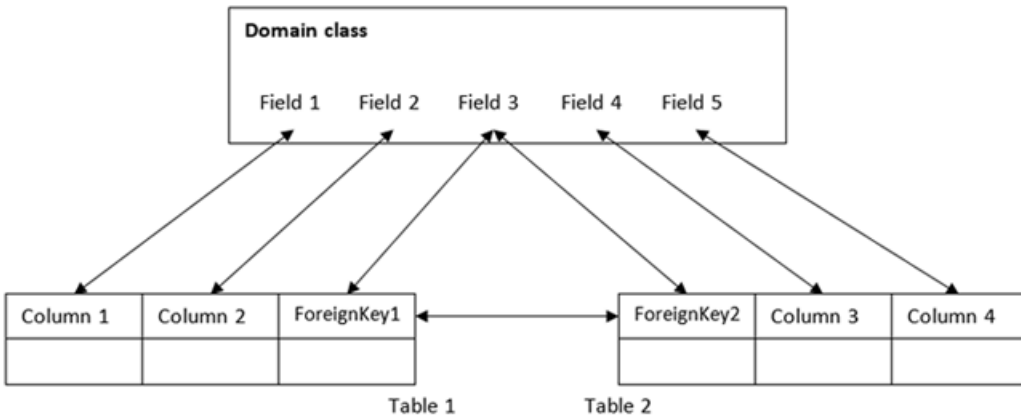 Domain class
Field 1 Field 2 Field 3 Field 4 Field 5
Column 1 Column 2 ForeignKey1 ForeignKey2 Column 3 Column 4
Table 1 Table 2